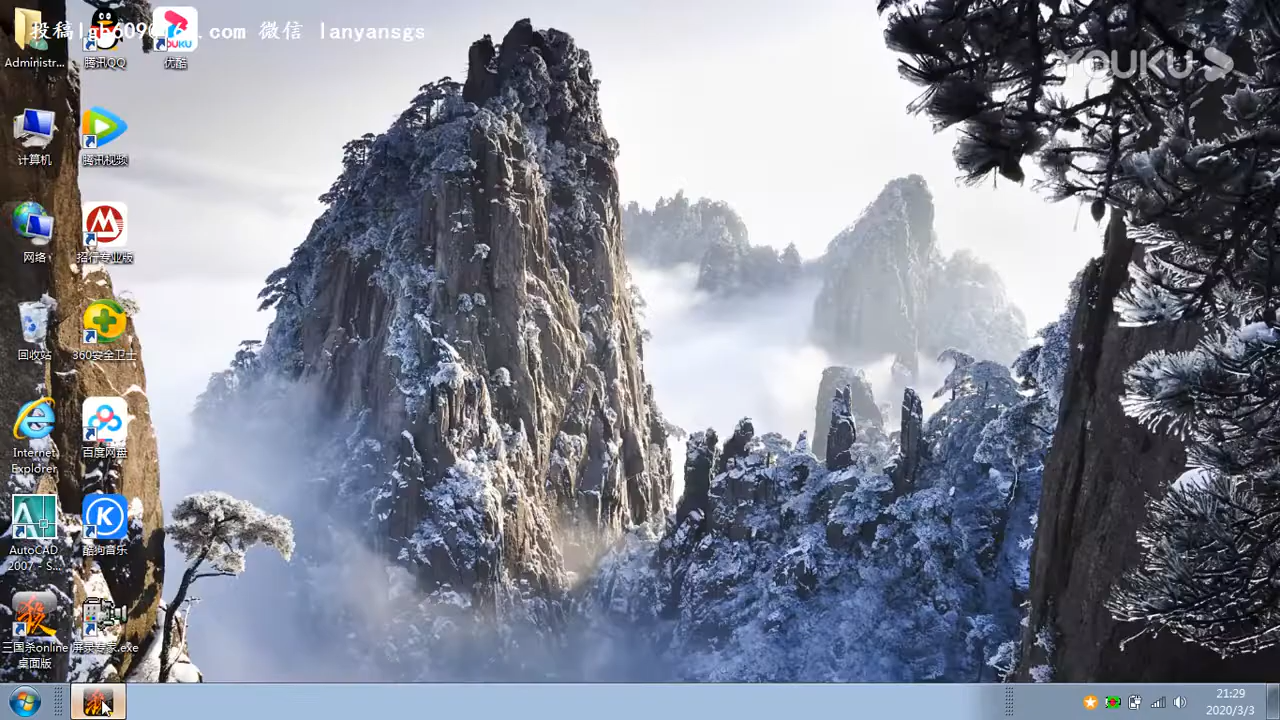 .com 微信 lanyansgs
YOUKU
Administr...
腾讯QQ
优酷
计算机
腾讯视频
网络
招行专业版
回收站
360安全卫士
Internet
Explorer
百度网盘
AutoCAD
2007 - S...
酷狗音乐
三国杀online
桌面版
屏录专家.exe
21:29
2020/3/3